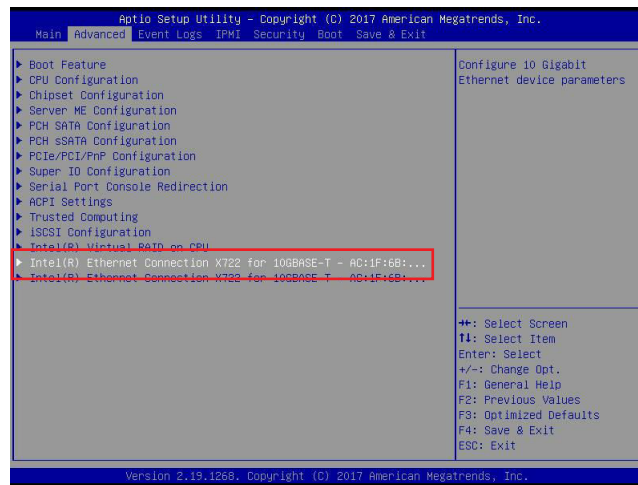 Aptio Setup Utility - Copyright (C) 2017 American Megatrends, Inc.
Main Advanced Event Logs IPMI Security Boot Save & Exit
▶ Boot Feature
▶ CPU Configuration
▶ Chipset Configuration
▶ Server ME Configuration
▶ PCH SATA Configuration
▶ PCH sSATA Configuration
▶ PCIe/PCI/PnP Configuration
▶ Super IO Configuration
▶ Serial Port Console Redirection
▶ ACPI Settings
▶ Trusted Computing
▶ iSCSI Configuration
▶ Intel(R) Virtual RAID on CPU
▶ Intel(R) Ethernet Connection X722 for 10GBASE-T - AC:1F:6B:...
▶ Intel(R) Ethernet Connection X722 for 10GBASE-T - AC:1F:6B:...
Configure 10 Gigabit
Ethernet device parameters
→←: Select Screen
↑↓: Select Item
Enter: Select
+/-: Change Opt.
F1: General Help
F2: Previous Values
F3: Optimized Defaults
F4: Save & Exit
ESC: Exit
Version 2.19.1268. Copyright (C) 2017 American Megatrends, Inc.